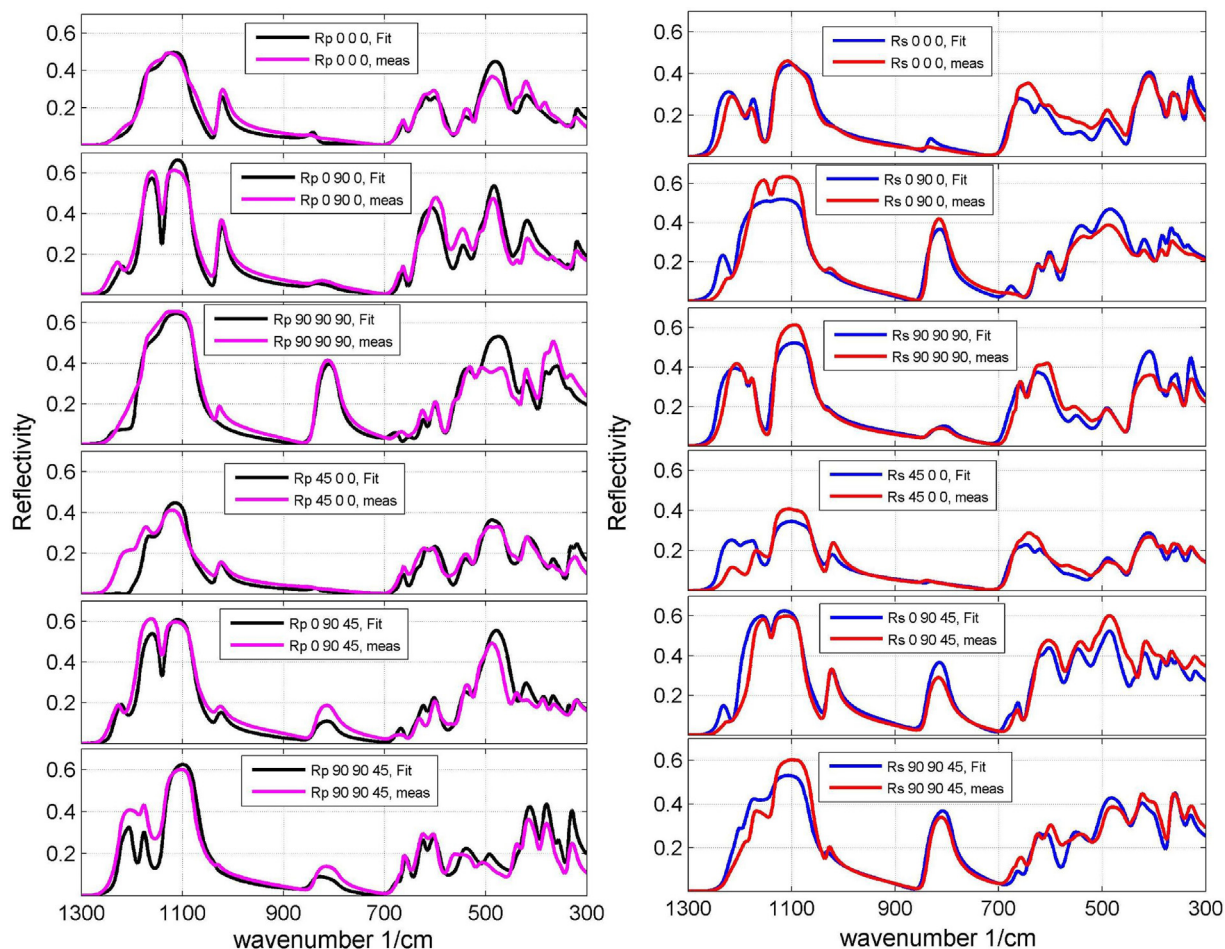 0.6
0.4
0.2
Rp 0 0 0, Fit
Rp 0 0 0, meas
0.6
0.4
0.2
Rp 0 90 0, Fit
Rp 0 90 0, meas
0.6
0.4
0.2
Rp 90 90 90, Fit
Rp 90 90 90, meas
0.6
0.4
0.2
Rp 45 0 0, Fit
Rp 45 0 0, meas
0.6
0.4
0.2
Rp 0 90 45, Fit
Rp 0 90 45, meas
0.6
0.4
0.2
Rp 90 90 45, Fit
Rp 90 90 45, meas
Reflectivity
1300 1100 900 700 500 300
wavenumber 1/cm
0.6
0.4
0.2
Rs 0 0 0, Fit
Rs 0 0 0, meas
0.6
0.4
0.2
Rs 0 90 0, Fit
Rs 0 90 0, meas
0.6
0.4
0.2
Rs 90 90 90, Fit
Rs 90 90 90, meas
0.6
0.4
0.2
Rs 45 0 0, Fit
Rs 45 0 0, meas
0.6
0.4
0.2
Rs 0 90 45, Fit
Rs 0 90 45, meas
0.6
0.4
0.2
Rs 90 90 45, Fit
Rs 90 90 45, meas
Reflectivity
1300 1100 900 700 500 300
wavenumber 1/cm